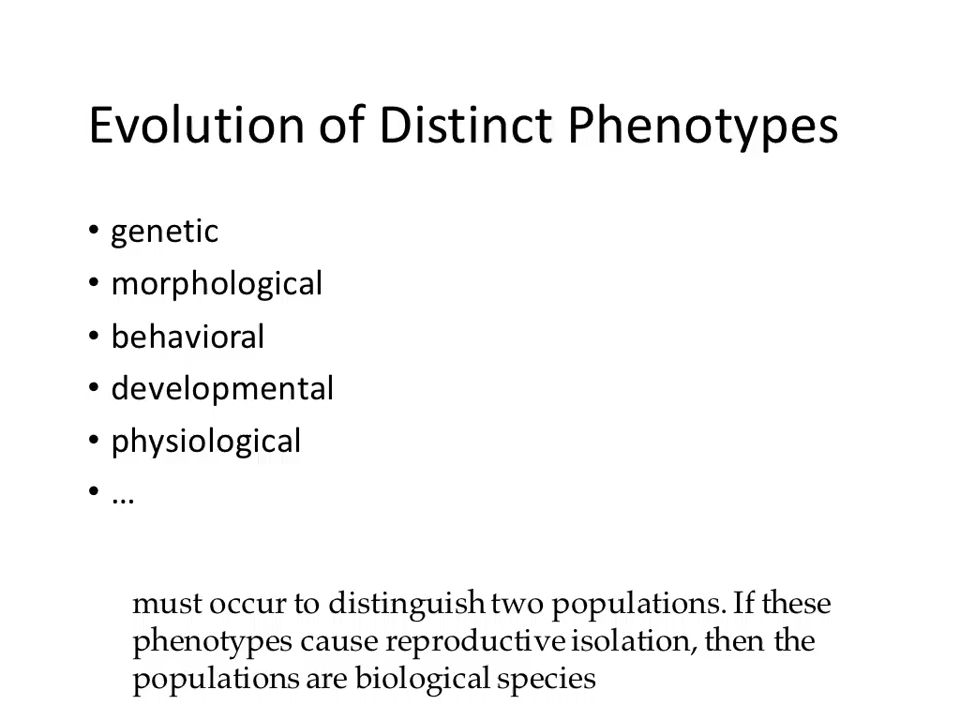 Evolution of Distinct Phenotypes
• genetic
• morphological
• behavioral
• developmental
• physiological
• …
must occur to distinguish two populations. If these
phenotypes cause reproductive isolation, then the
populations are biological species